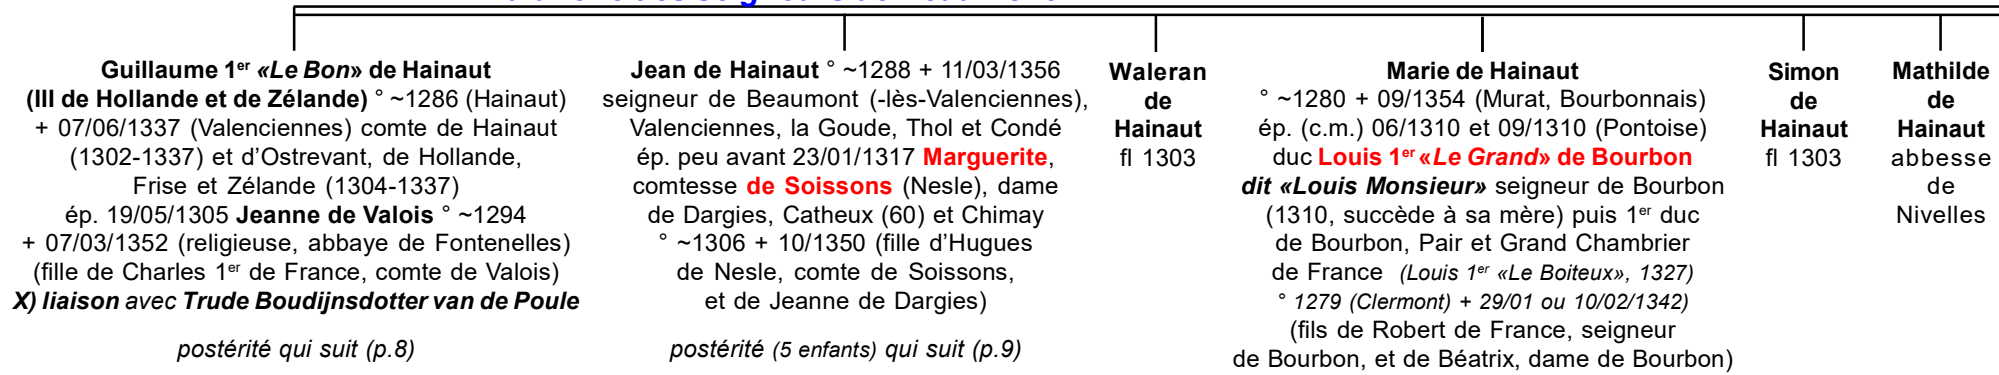 Guillaume 1er «Le Bon» de Hainaut
(III de Hollande et de Zélande) ° ~1286 (Hainaut)
+ 07/06/1337 (Valenciennes) comte de Hainaut
(1302-1337) et d’Ostrevant, de Hollande,
Frise et Zélande (1304-1337)
ép. 19/05/1305 Jeanne de Valois ° ~1294
+ 07/03/1352 (religieuse, abbaye de Fontenelles)
(fille de Charles 1er de France, comte de Valois)
X) liaison avec Trude Boudijnsdotter van de Poule
postérité qui suit (p.8)
Jean de Hainaut ° ~1288 + 11/03/1356
seigneur de Beaumont (-lès-Valenciennes),
Valenciennes, la Goude, Thol et Condé
ép. peu avant 23/01/1317 Marguerite,
comtesse de Soissons (Nesle), dame
de Dargies, Catheux (60) et Chimay
° ~1306 + 10/1350 (fille d’Hugues
de Nesle, comte de Soissons,
et de Jeanne de Dargies)
postérité (5 enfants) qui suit (p.9)
Waleran
de
Hainaut
fl 1303
Marie de Hainaut
° ~1280 + 09/1354 (Murat, Bourbonnais)
ép. (c.m.) 06/1310 et 09/1310 (Pontoise)
duc Louis 1er «Le Grand» de Bourbon
dit «Louis Monsieur» seigneur de Bourbon
(1310, succède à sa mère) puis 1er duc
de Bourbon, Pair et Grand Chambrier
de France (Louis 1er «Le Boiteux», 1327)
° 1279 (Clermont) + 29/01 ou 10/02/1342)
(fils de Robert de France, seigneur
de Bourbon, et de Béatrix, dame de Bourbon)
Simon
de
Hainaut
fl 1303
Mathilde
de
Hainaut
abbesse
de
Nivelles